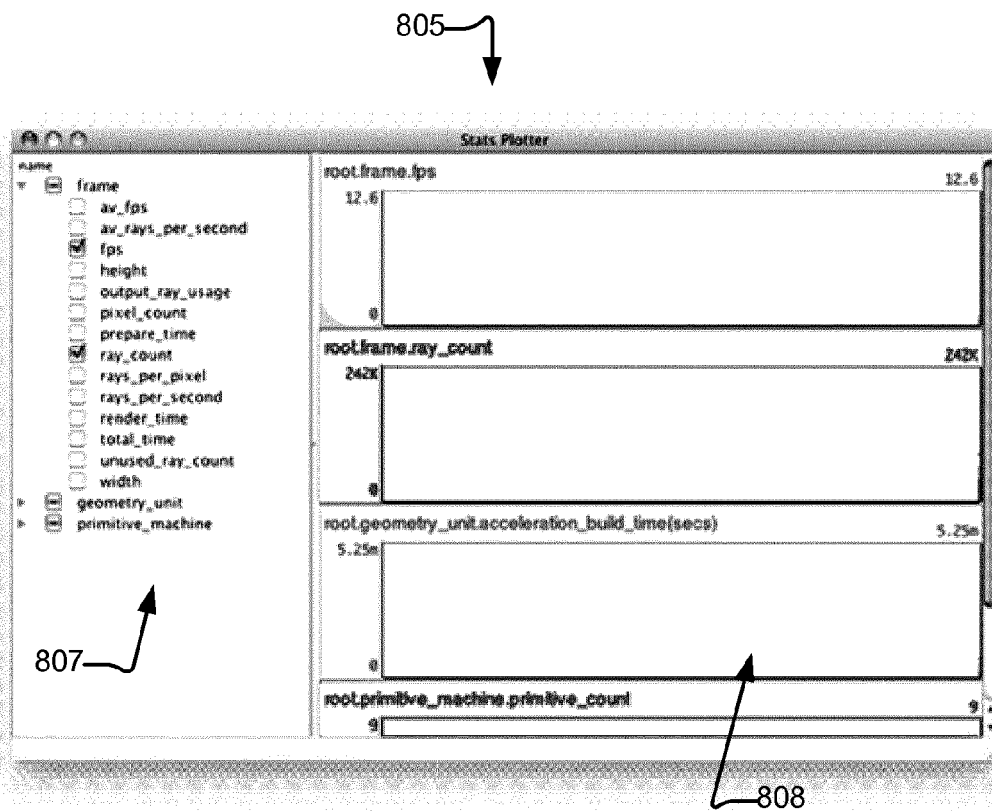 805
Stats Plotter
name
frame
av_fps
av_rays_per_second
fps
height
output_ray_usage
pixel_count
prepare_time
ray_count
rays_per_pixel
rays_per_second
render_time
total_time
unused_ray_count
width
geometry_unit
primitive_machine
807
root.frame.fps
12.6
12.6
0
root.frame.ray_count
242K
242K
0
root.geometry_unit.acceleration_build_time(secs)
5.25m
5.25m
0
root.primitive_machine.primitive_count
9
9
808